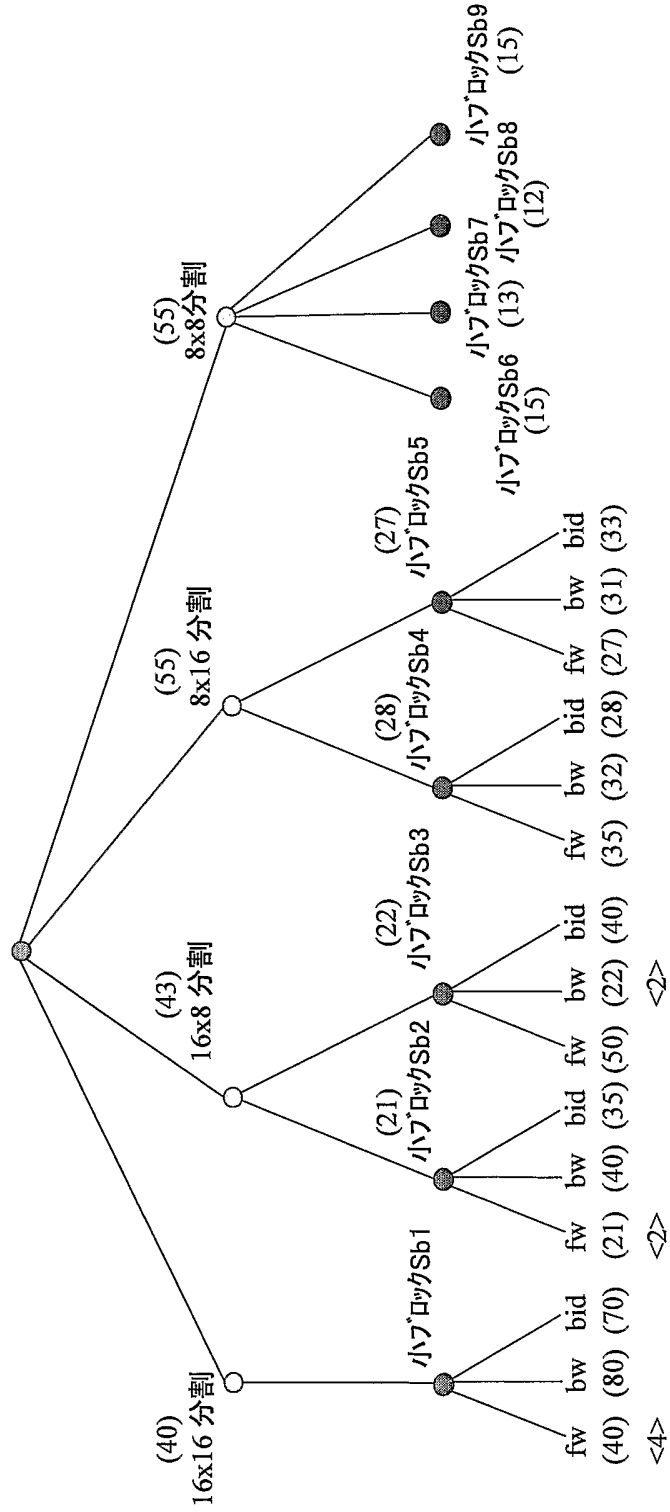 (40)
16x16 分割
(43)
16x8 分割
(55)
8x16 分割
(55)
8x8分割
小ブロックSb1
(21)
小ブロックSb2
(22)
小ブロックSb3
(28)
小ブロックSb4
(27)
小ブロックSb5
小ブロックSb6
(15)
小ブロックSb7
(13)
小ブロックSb8
(12)
小ブロックSb9
(15)
fw bw bid
(40) (80) (70)
<4>
fw bw bid
(21) (40) (35)
<2>
fw bw bid
(50) (22) (40)
<2>
fw bw bid
(35) (32) (28)
fw bw bid
(27) (31) (33)